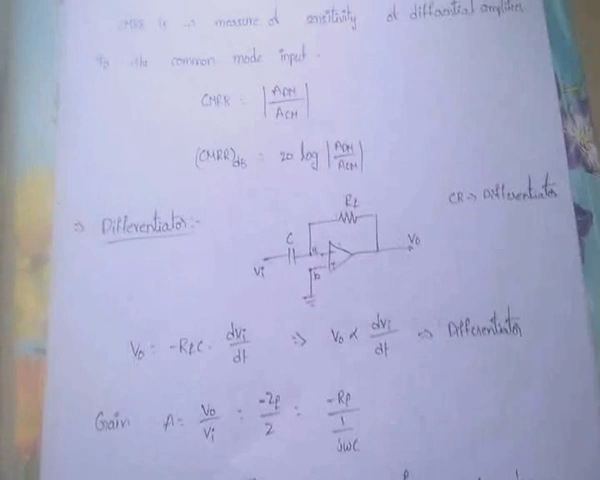 CMRR is a measure of sensitivity of differential amplifier
To the common mode input.
CMRR = |ADM / ACM|
(CMRR)dB = 20 log |ADM / ACM|
CR → Differentiator
⇒ Differentiator:-
Rf
C
Vi
a
b
Vo
Vo = -RfC. dvi/dt ⇒ Vo ∝ dvi/dt ⇒ Differentiator
Gain A = Vo/Vi = -Zf/Z = -RF/(1/jwc)